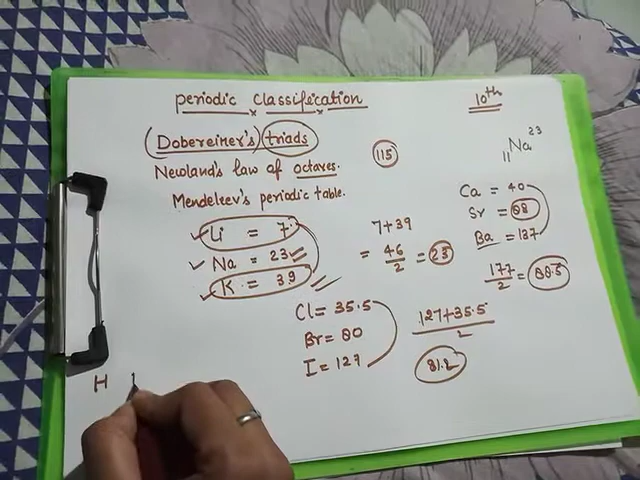 periodic classification
10th
(Dobereiner's) triads
115
11Na23
Newland's law of octaves.
Mendeleev's periodic table.
Li = 7
Na = 23
K = 39
7+39
= 46/2 = 23
Ca = 40
Sr = 88
Ba = 137
177/2 = 88.5
Cl = 35.5
Br = 80
I = 127
127+35.5/2
81.2
H